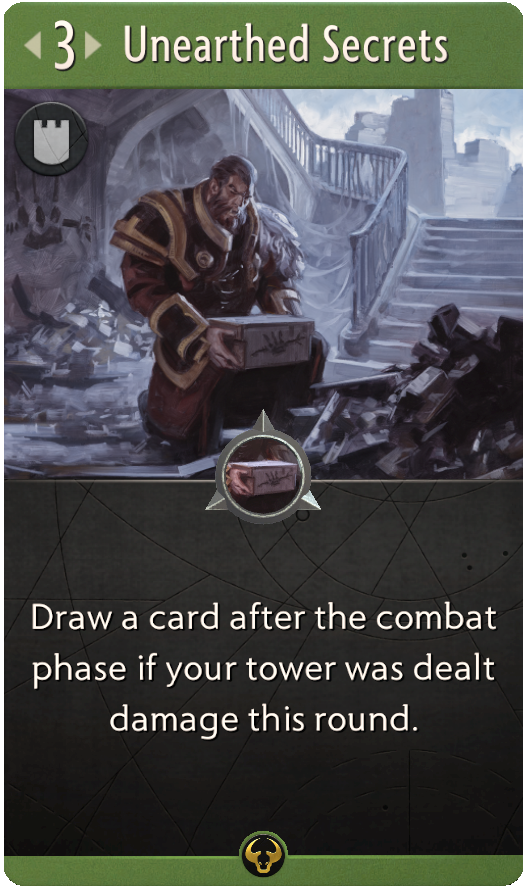 3 Unearthed Secrets
Draw a card after the combat
phase if your tower was dealt
damage this round.